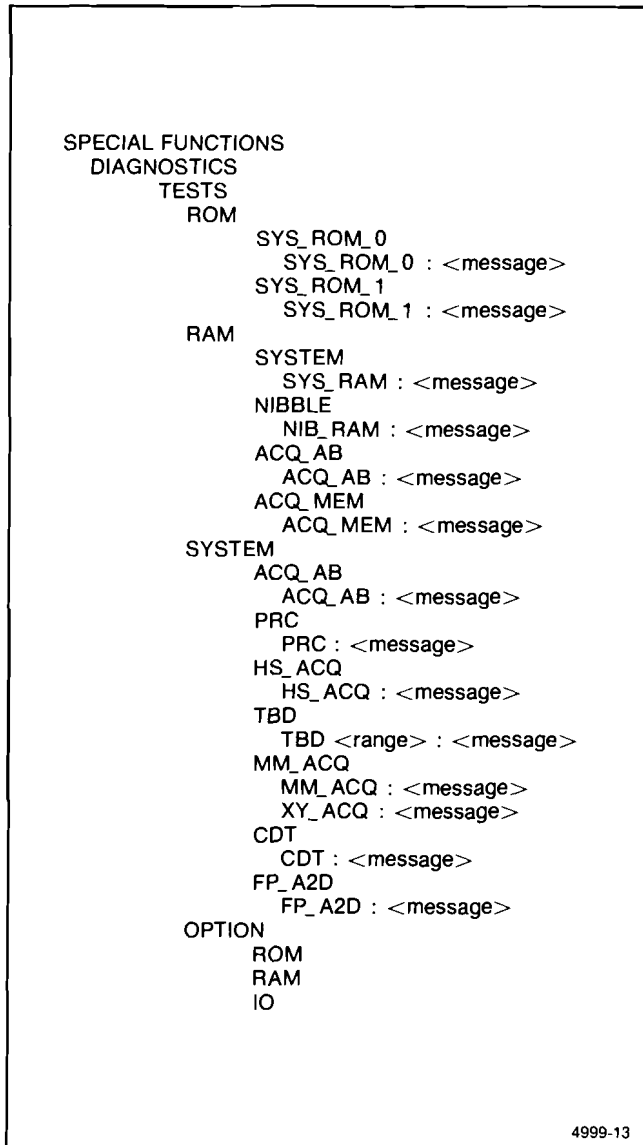 SPECIAL FUNCTIONS
DIAGNOSTICS
TESTS
ROM
SYS_ROM_0
SYS_ROM_0 : <message>
SYS_ROM_1
SYS_ROM_1 : <message>
RAM
SYSTEM
SYS_RAM : <message>
NIBBLE
NIB_RAM : <message>
ACQ_AB
ACQ_AB : <message>
ACQ_MEM
ACQ_MEM : <message>
SYSTEM
ACQ_AB
ACQ_AB : <message>
PRC
PRC : <message>
HS_ACQ
HS_ACQ : <message>
TBD
TBD <range> : <message>
MM_ACQ
MM_ACQ : <message>
XY_ACQ : <message>
CDT
CDT : <message>
FP_A2D
FP_A2D : <message>
OPTION
ROM
RAM
IO
4999-13